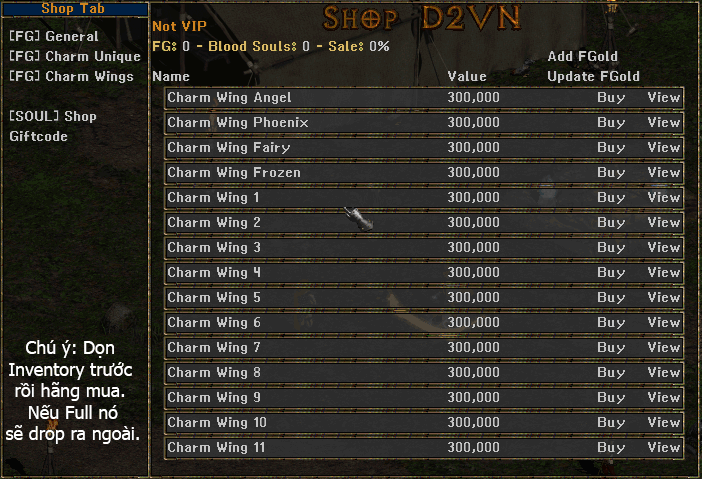 Shop Tab
[FG] General
[FG] Charm Unique
[FG] Charm Wings
[SOUL] Shop
Giftcode
Chú ý: Dọn
Inventory trước
rồi hãng mua.
Nếu Full nó
sẽ drop ra ngoài.
Shop D2VN
Not VIP
FG: 0 - Blood Souls: 0 - Sale: 0%
Add FGold
Name Value Update FGold
Charm Wing Angel 300,000 Buy View
Charm Wing Phoenix 300,000 Buy View
Charm Wing Fairy 300,000 Buy View
Charm Wing Frozen 300,000 Buy View
Charm Wing 1 300,000 Buy View
Charm Wing 2 300,000 Buy View
Charm Wing 3 300,000 Buy View
Charm Wing 4 300,000 Buy View
Charm Wing 5 300,000 Buy View
Charm Wing 6 300,000 Buy View
Charm Wing 7 300,000 Buy View
Charm Wing 8 300,000 Buy View
Charm Wing 9 300,000 Buy View
Charm Wing 10 300,000 Buy View
Charm Wing 11 300,000 Buy View